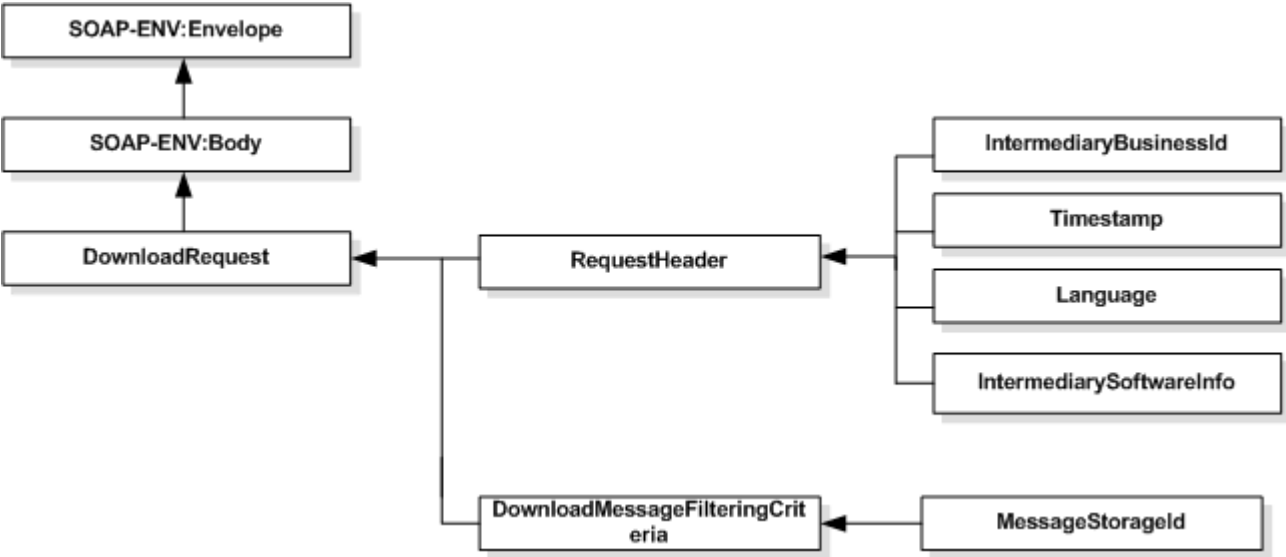 SOAP-ENV:Envelope
SOAP-ENV:Body
DownloadRequest
RequestHeader
IntermediaryBusinessId
Timestamp
Language
IntermediarySoftwareInfo
DownloadMessageFilteringCrit
eria
MessageStorageId